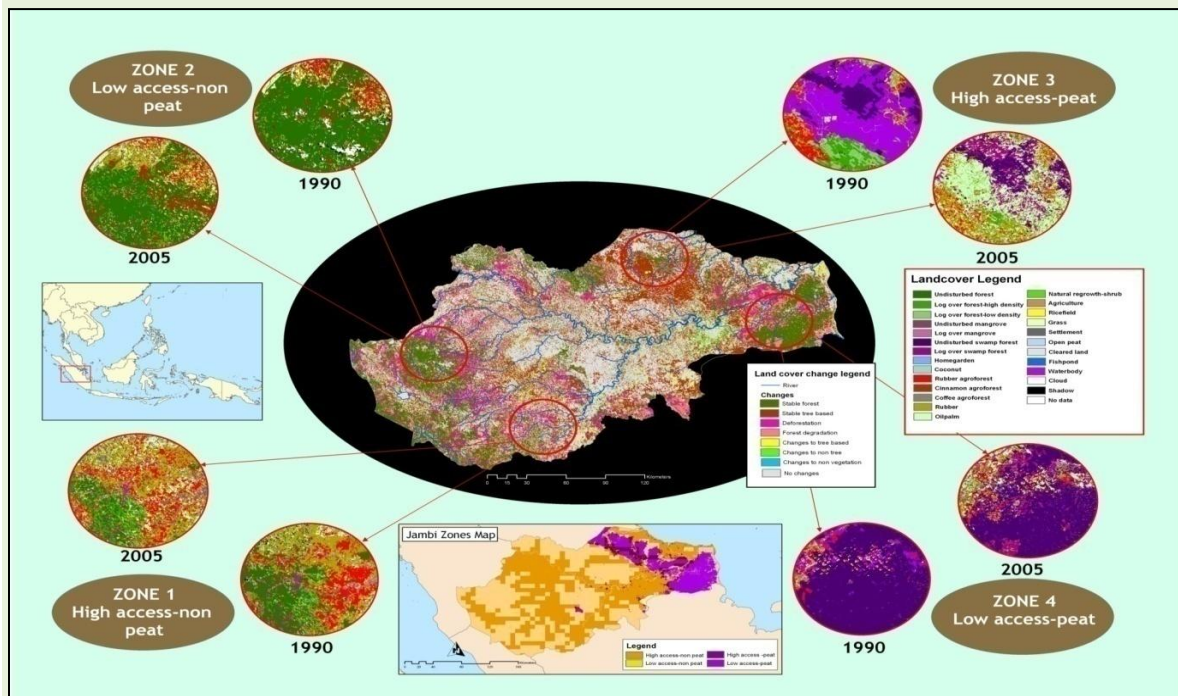 ZONE 2
Low access-non
peat
1990
2005
ZONE 3
High access-peat
1990
2005
Landcover Legend
Undisturbed forest
Log over forest-high density
Log over forest-low density
Undisturbed mangrove
Log over mangrove
Undisturbed swamp forest
Log over swamp forest
Homegarden
Coconut
Rubber agroforest
Cinnamon agroforest
Coffee agroforest
Rubber
Oilpalm
Natural regrowth-shrub
Agriculture
Ricefield
Grass
Settlement
Open peat
Cleared land
Fishpond
Waterbody
Cloud
Shadow
No data
Land cover change legend
River
Changes
Stable forest
Stable tree based
Deforestation
Forest degradation
Changes to tree based
Changes to non tree
Changes to non vegetation
No changes
Kilometers
2005
1990
ZONE 1
High access-non
peat
Jambi Zones Map
Legend
High access-non peat
Low access-non peat
High access -peat
Low access-peat
2005
1990
ZONE 4
Low access-peat